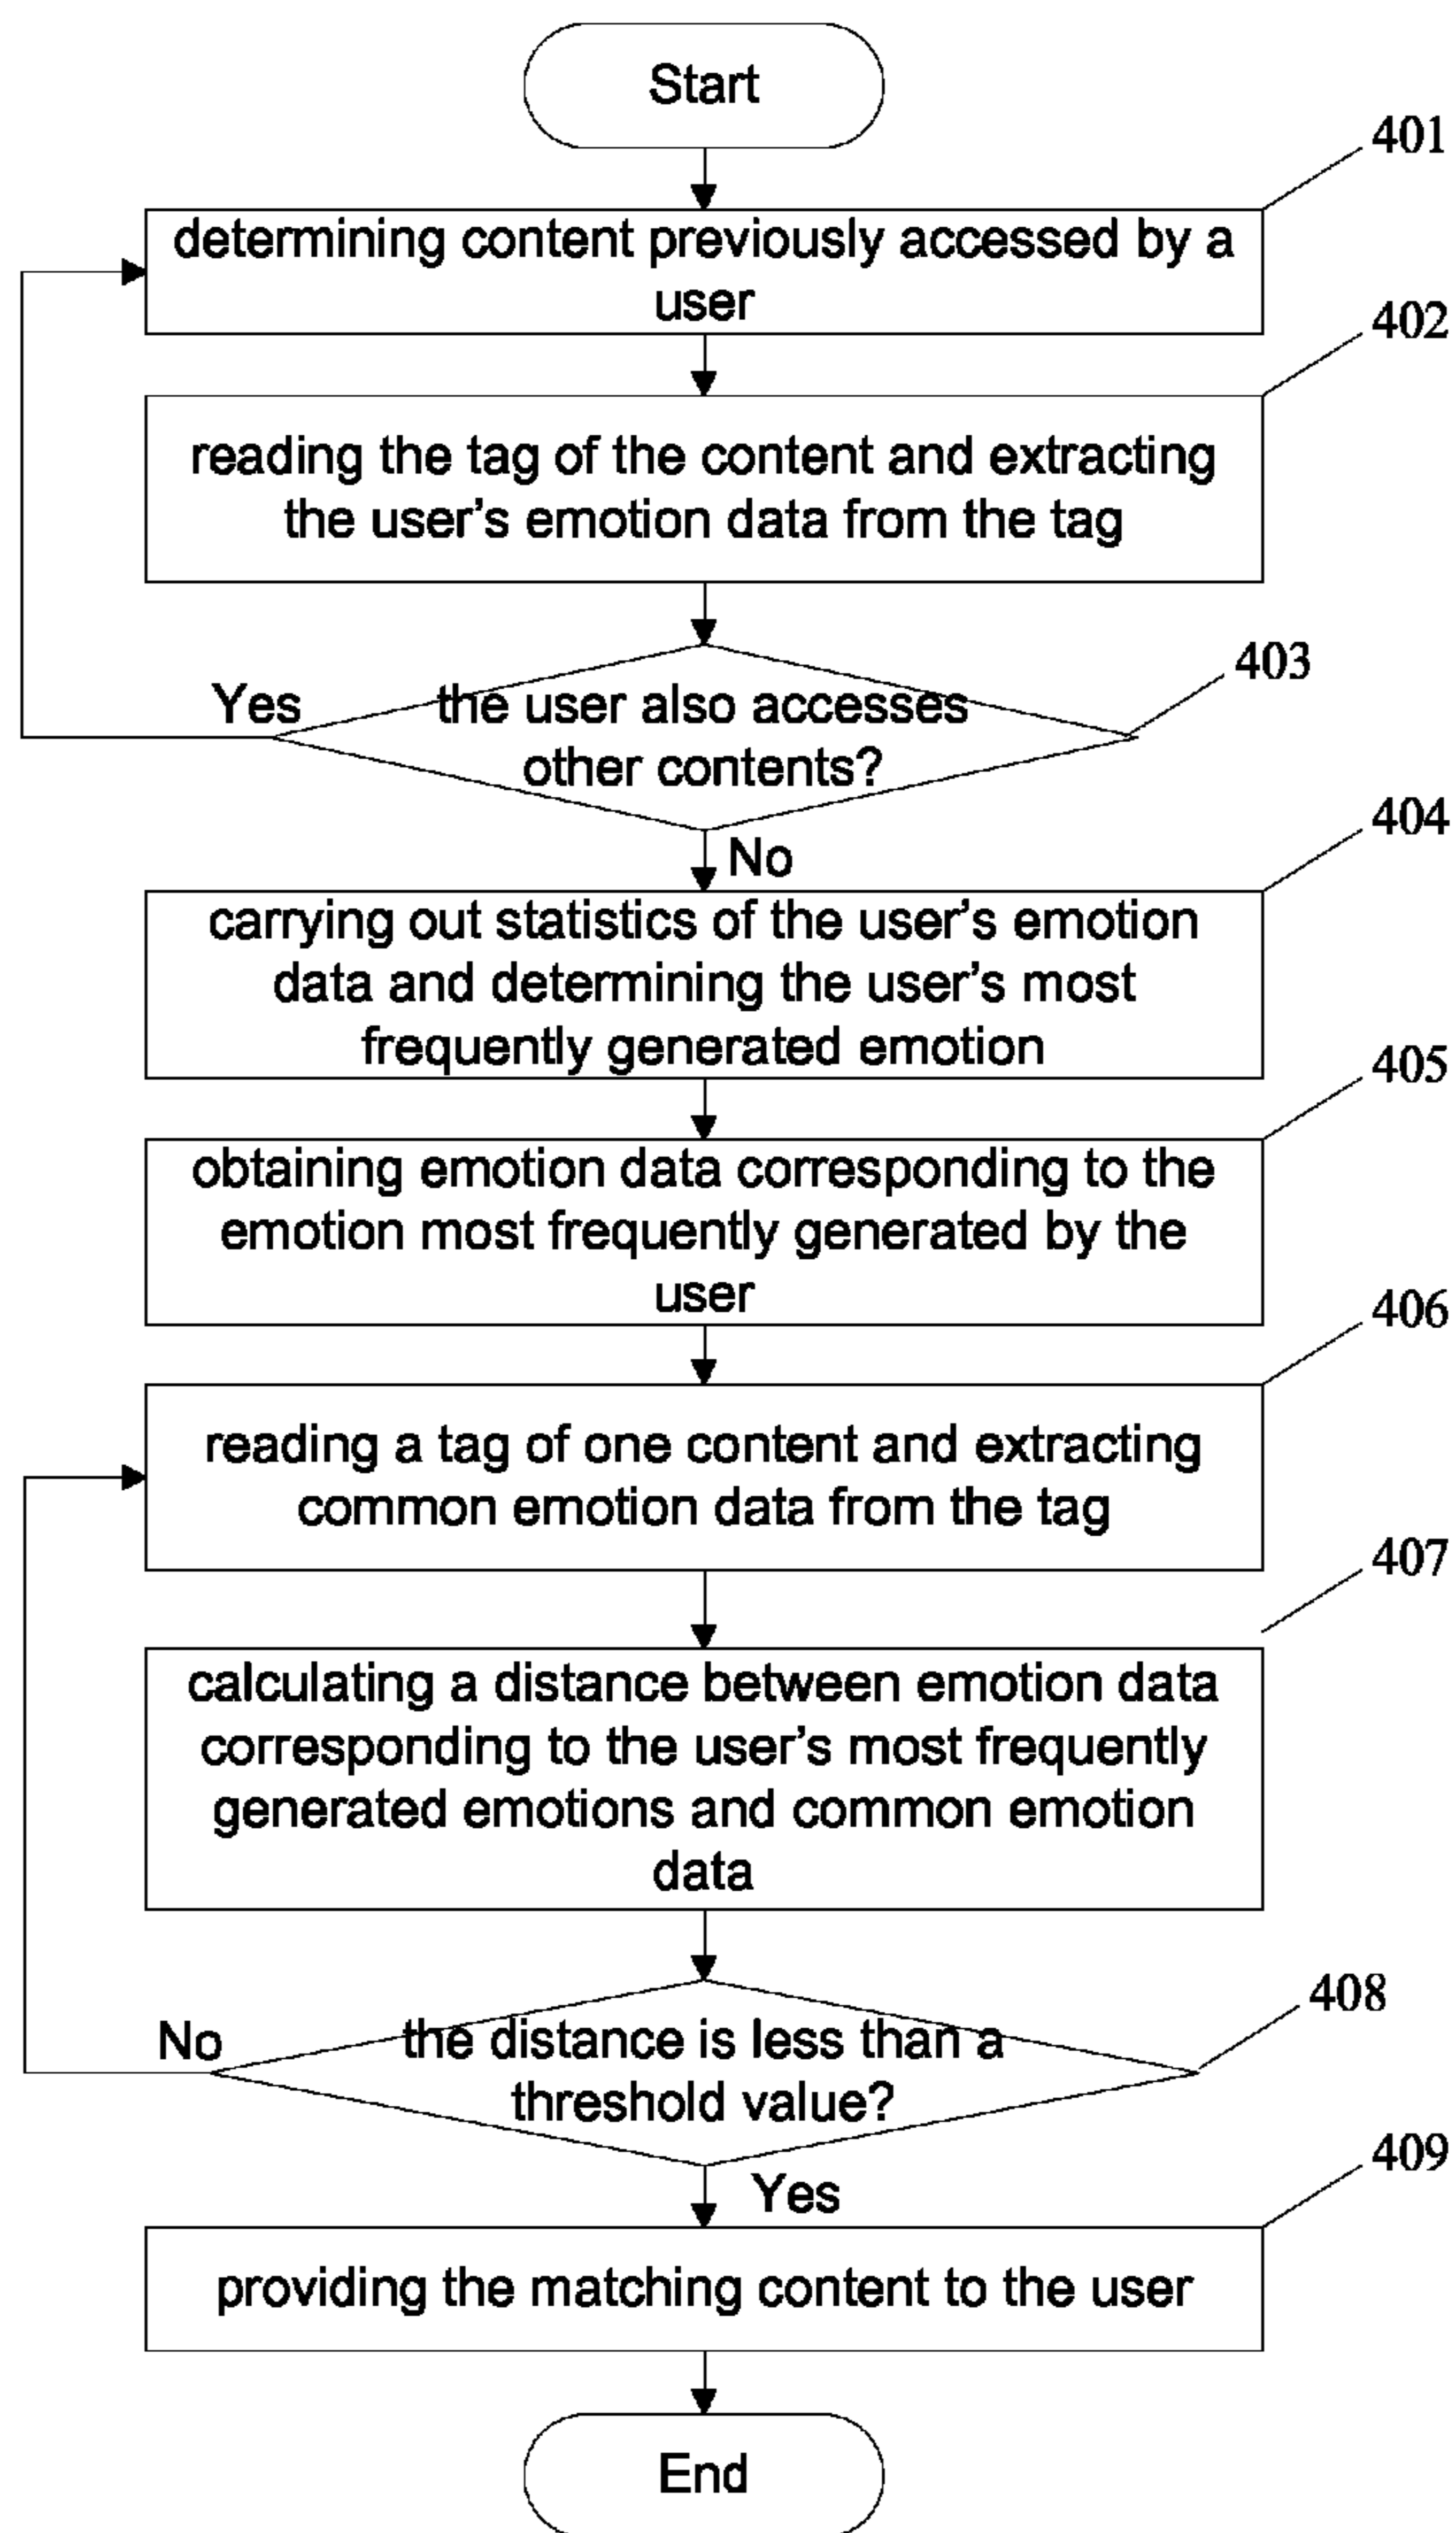 Start
401
determining content previously accessed by a
user
402
reading the tag of the content and extracting
the user's emotion data from the tag
403
Yes
the user also accesses
other contents?
404
No
carrying out statistics of the user's emotion
data and determining the user's most
frequently generated emotion
405
obtaining emotion data corresponding to the
emotion most frequently generated by the
user
406
reading a tag of one content and extracting
common emotion data from the tag
407
calculating a distance between emotion data
corresponding to the user's most frequently
generated emotions and common emotion
data
408
No
the distance is less than a
threshold value?
409
Yes
providing the matching content to the user
End